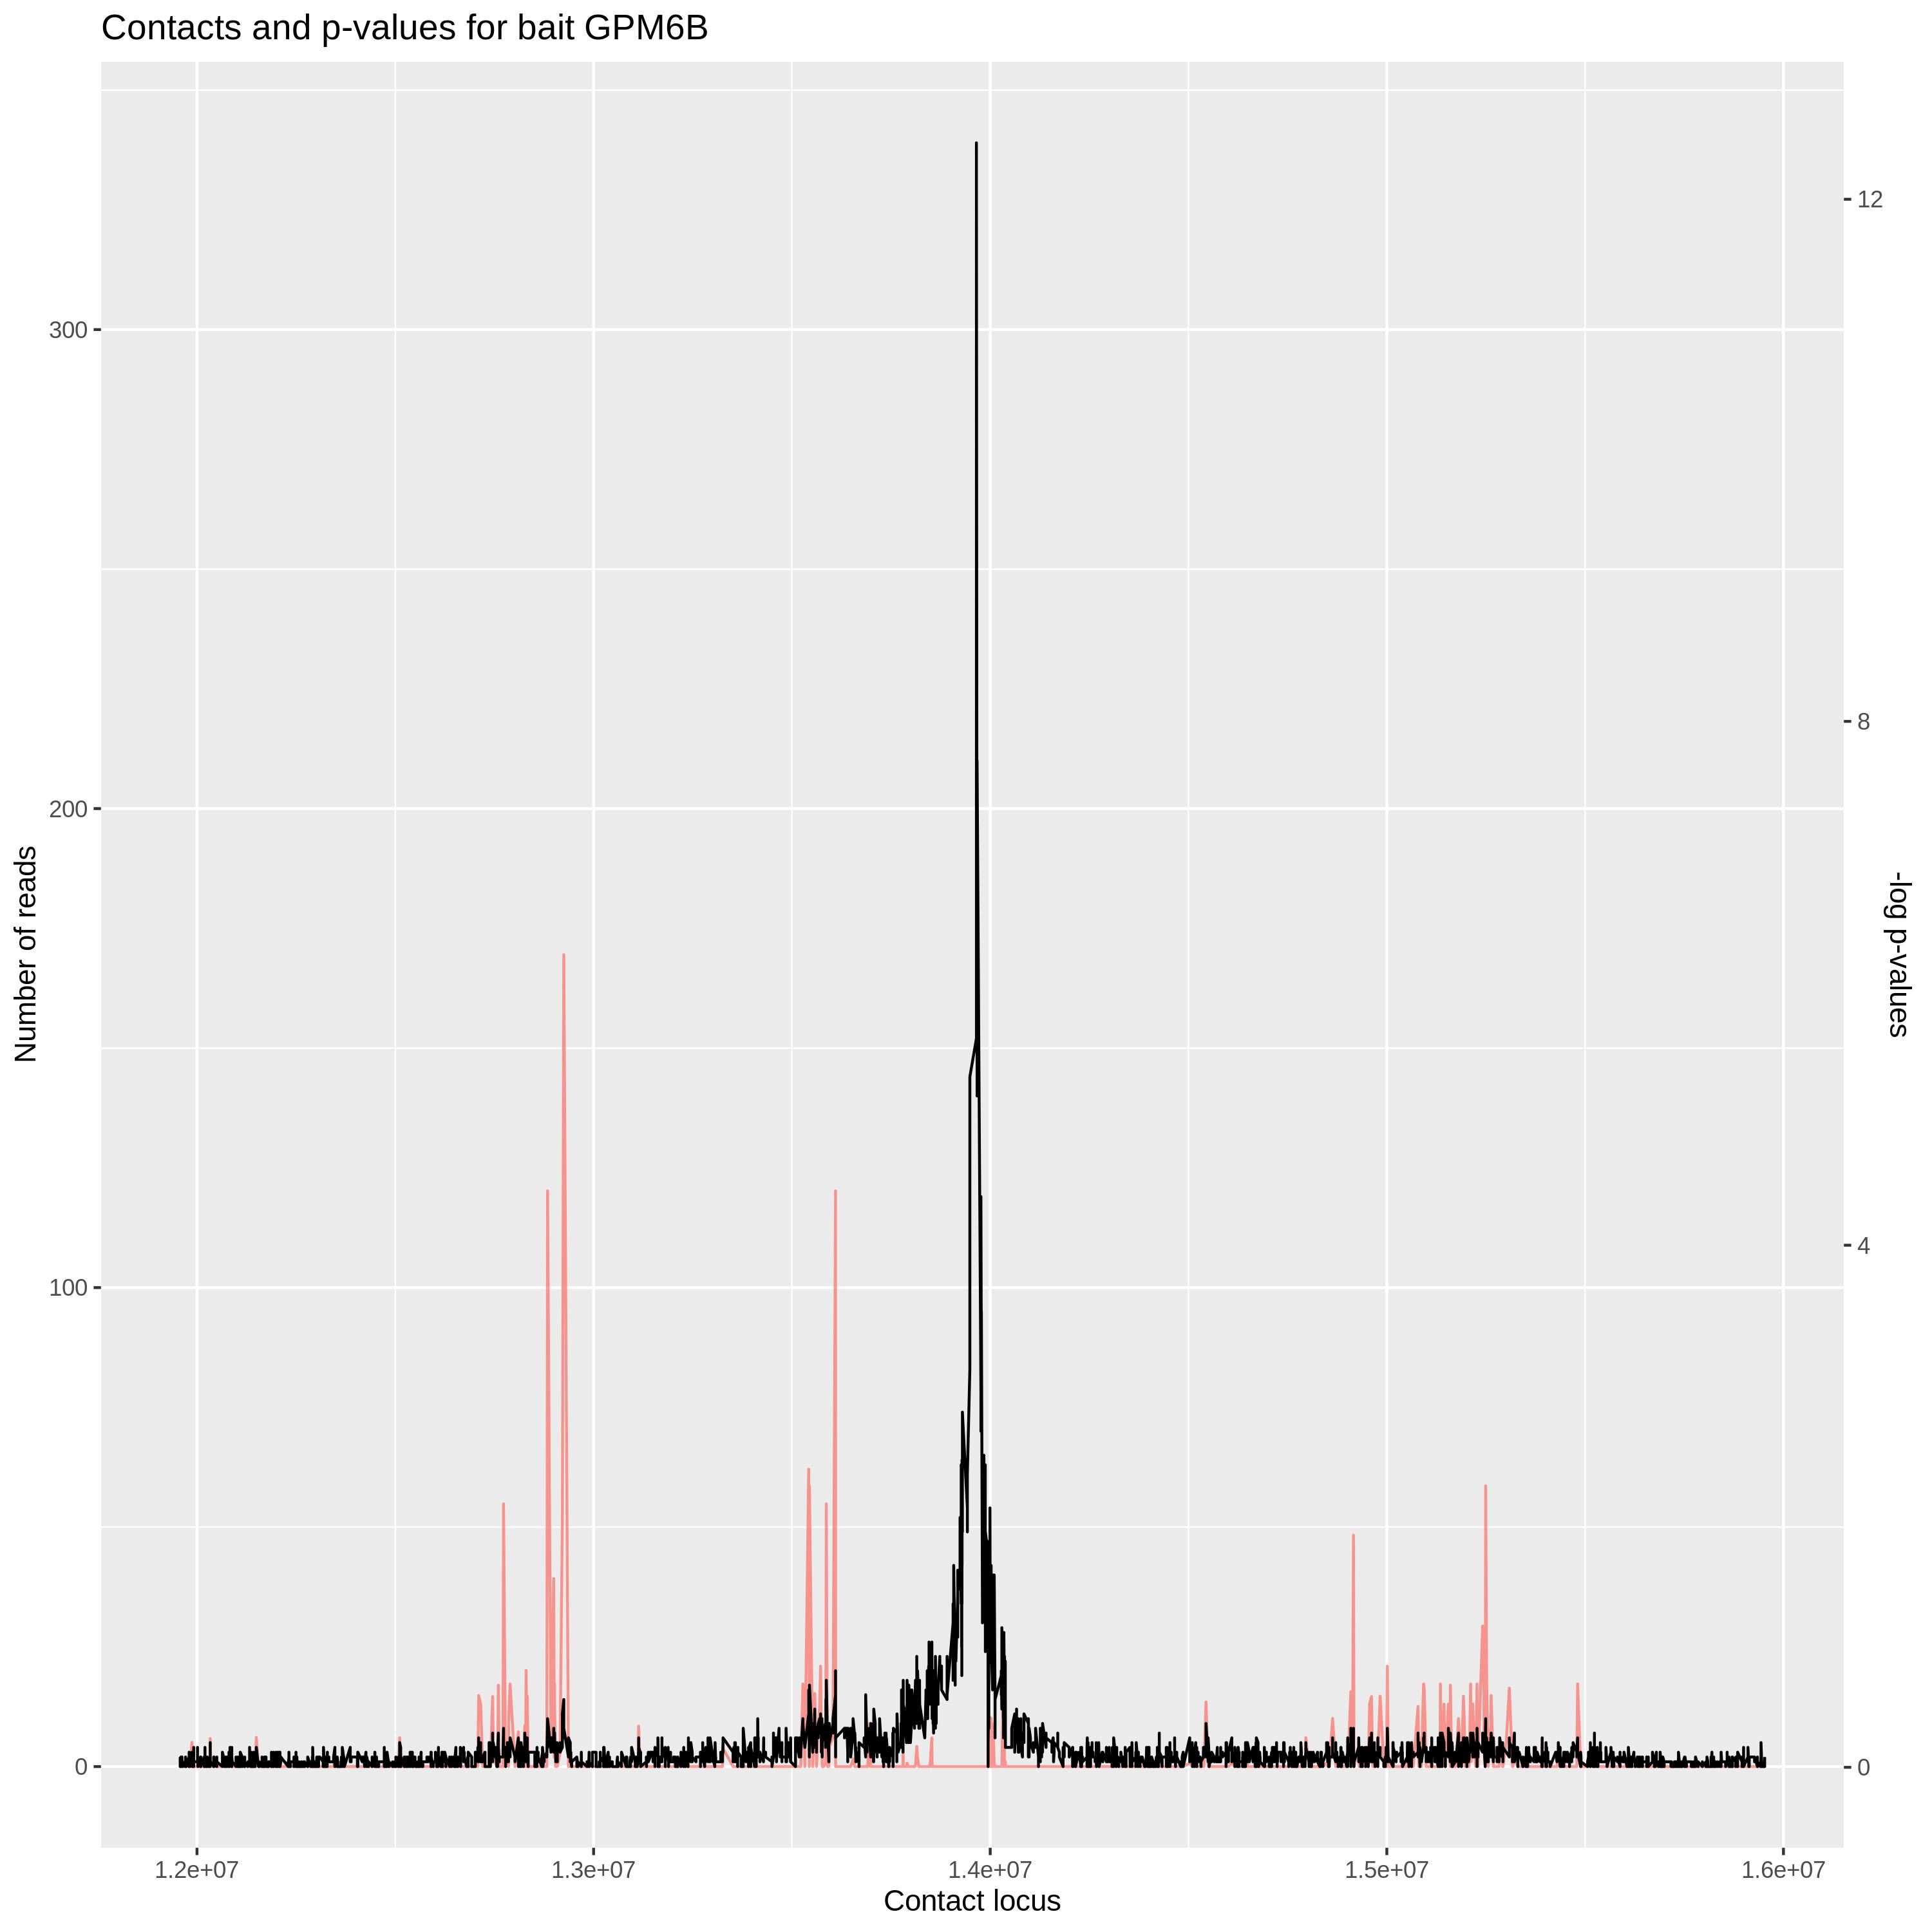 Contacts and p-values for bait GPM6B
300
200
100
0
Number of reads
12
8
4
0
-log p-values
1.2e+07
1.3e+07
1.4e+07
1.5e+07
1.6e+07
Contact locus